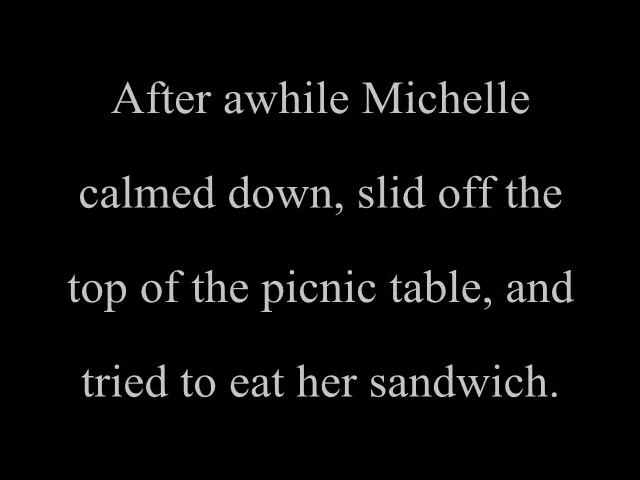 After awhile Michelle
calmed down, slid off the
top of the picnic table, and
tried to eat her sandwich.